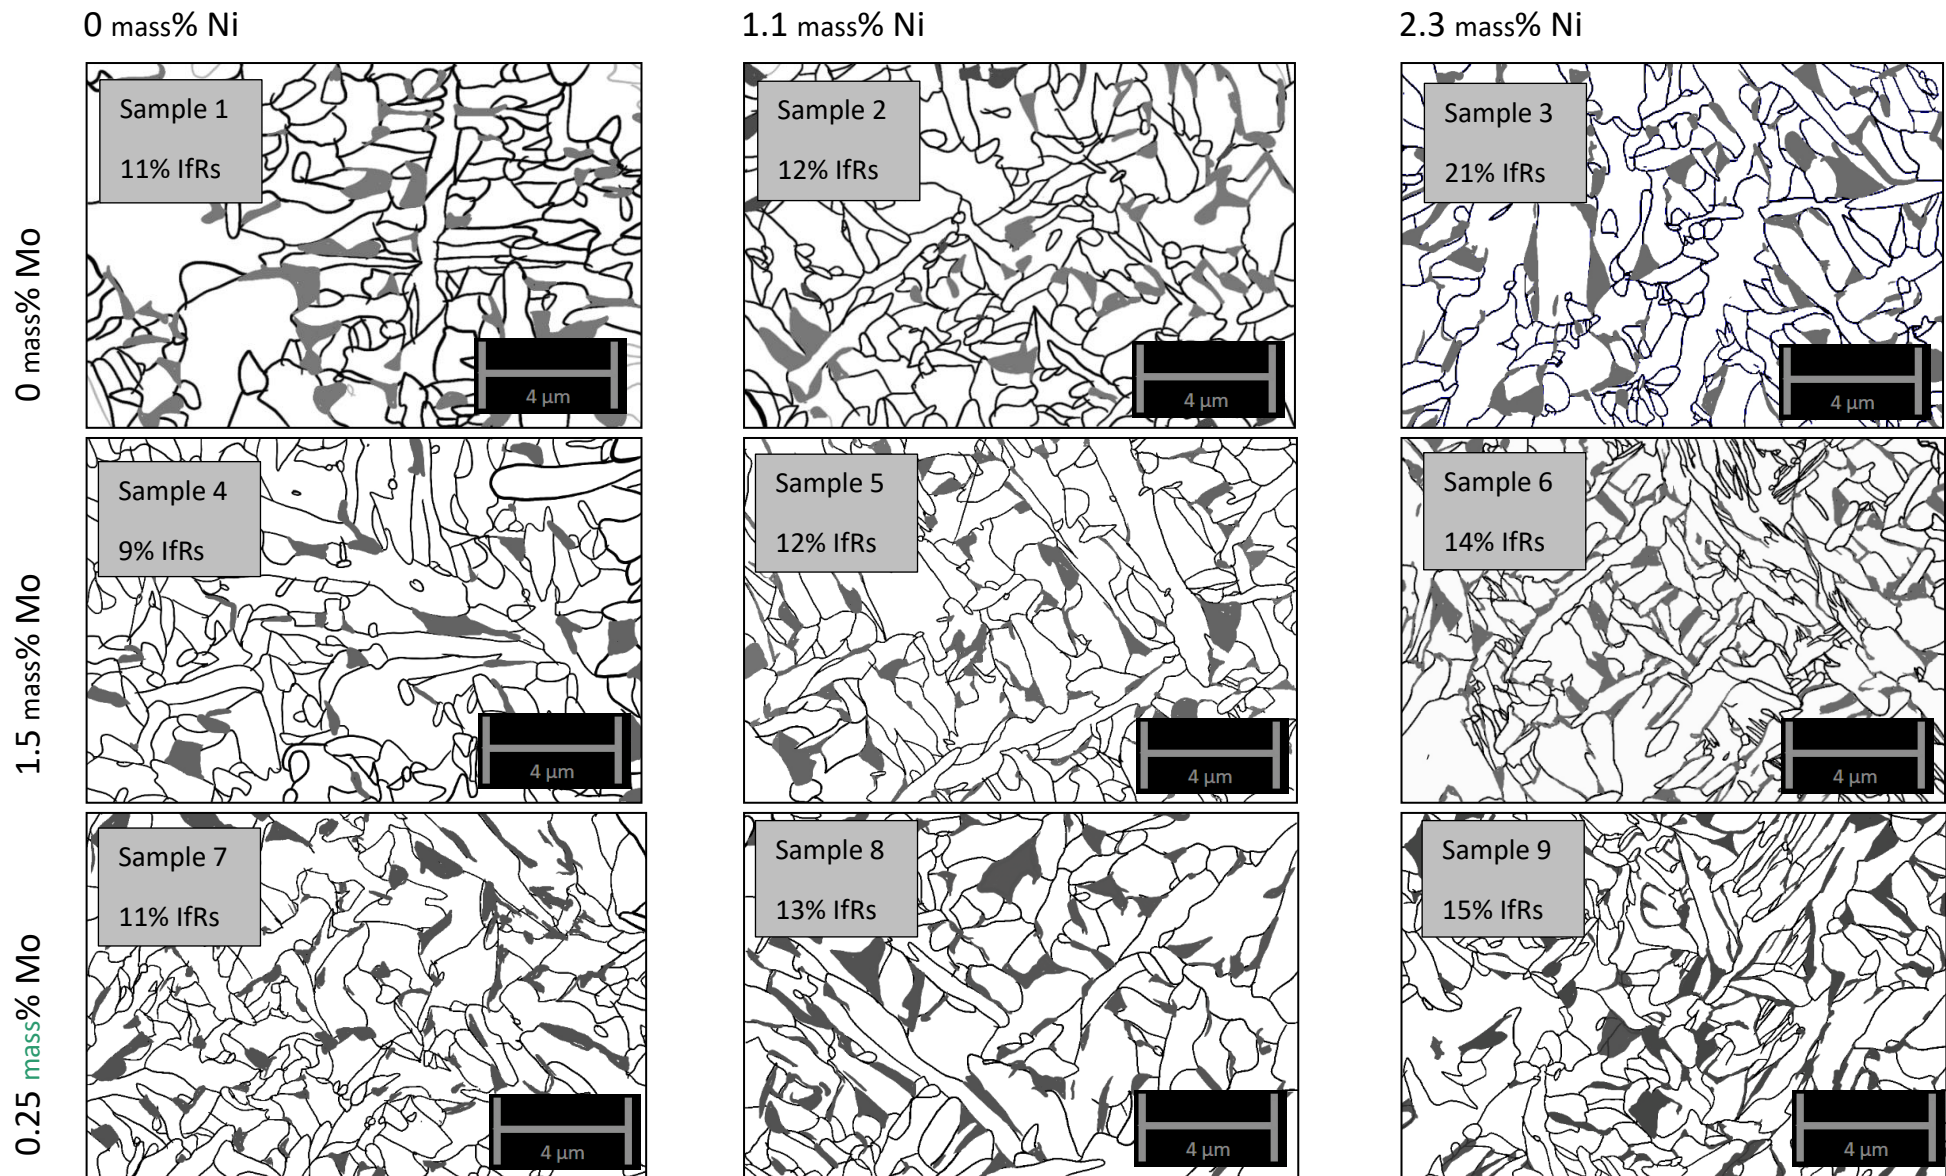 0 mass% Ni
1.1 mass% Ni
2.3 mass% Ni
0 mass% Mo
Sample 1
11% IfRs
4 µm
Sample 2
12% IfRs
4 µm
Sample 3
21% IfRs
4 µm
1.5 mass% Mo
Sample 4
9% IfRs
4 µm
Sample 5
12% IfRs
4 µm
Sample 6
14% IfRs
4 µm
0.25 mass% Mo
Sample 7
11% IfRs
4 µm
Sample 8
13% IfRs
4 µm
Sample 9
15% IfRs
4 µm